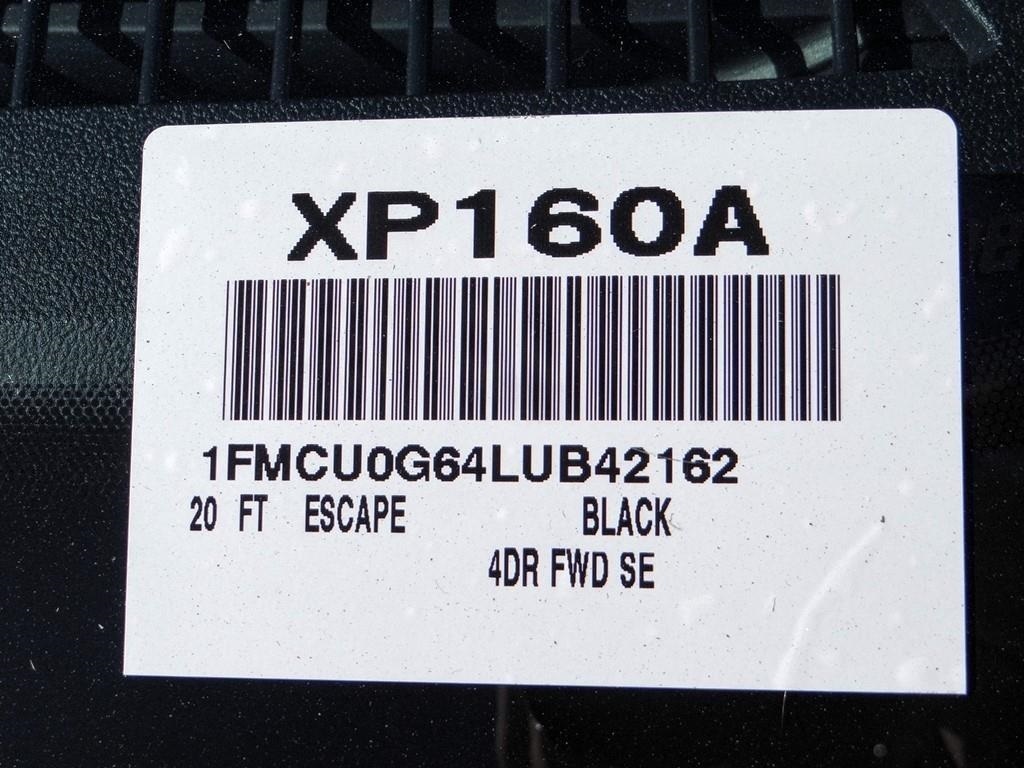 XP160A
1FMCU0G64LUB42162
20 FT ESCAPE BLACK
4DR FWD SE